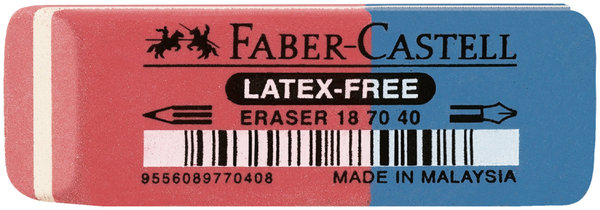 FABER-CASTELL
LATEX-FREE
ERASER 18 70 40
9556089770408 MADE IN MALAYSIA